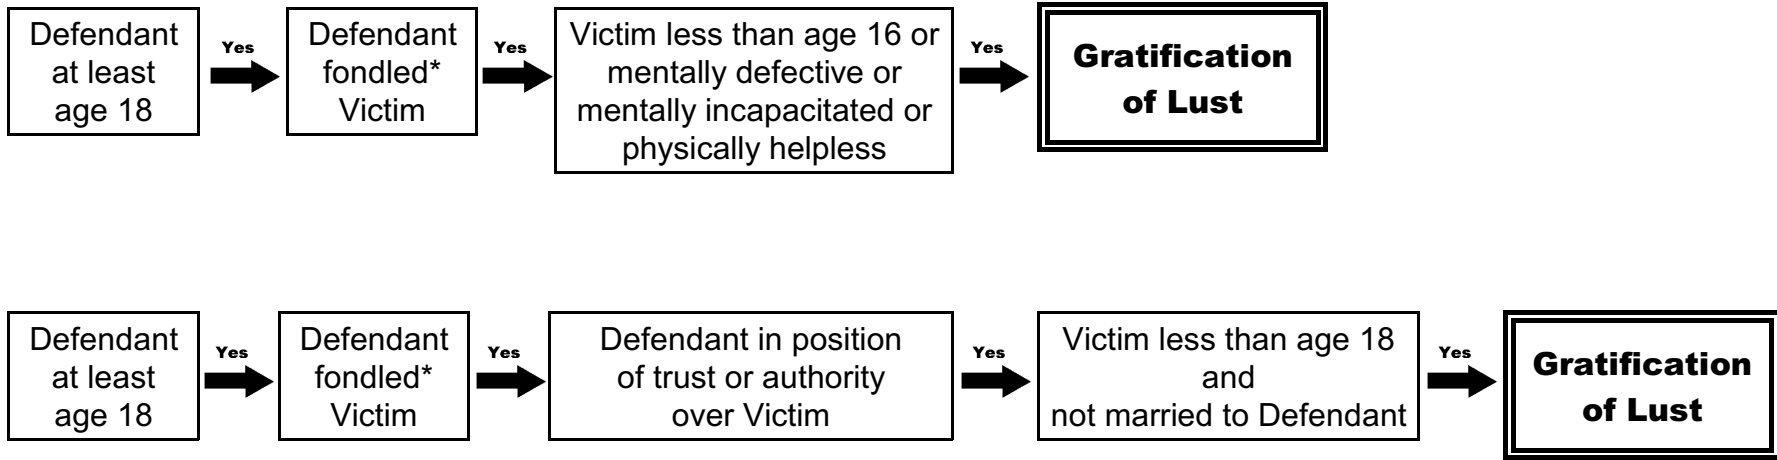 Defendant
at least
age 18
Yes
Defendant
fondled*
Victim
Yes
Victim less than age 16 or
mentally defective or
mentally incapacitated or
physically helpless
Yes
Gratification
of Lust
Defendant
at least
age 18
Yes
Defendant
fondled*
Victim
Yes
Defendant in position
of trust or authority
over Victim
Yes
Victim less than age 18
and
not married to Defendant
Yes
Gratification
of Lust